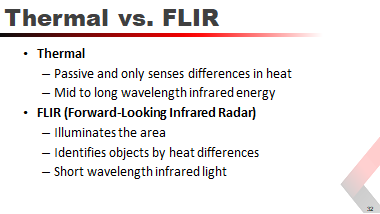 Thermal vs. FLIR
• Thermal
– Passive and only senses differences in heat
– Mid to long wavelength infrared energy
• FLIR (Forward-Looking Infrared Radar)
– Illuminates the area
– Identifies objects by heat differences
– Short wavelength infrared light
32